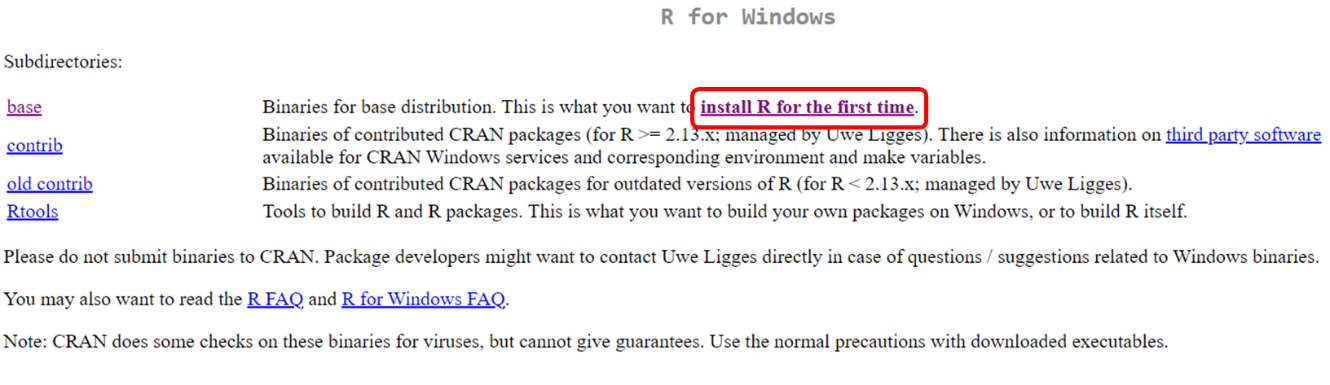 R for Windows
Subdirectories:
base Binaries for base distribution. This is what you want to install R for the first time.
contrib Binaries of contributed CRAN packages (for R >= 2.13.x; managed by Uwe Ligges). There is also information on third party software
available for CRAN Windows services and corresponding environment and make variables.
old contrib Binaries of contributed CRAN packages for outdated versions of R (for R < 2.13.x; managed by Uwe Ligges).
Rtools Tools to build R and R packages. This is what you want to build your own packages on Windows, or to build R itself.
Please do not submit binaries to CRAN. Package developers might want to contact Uwe Ligges directly in case of questions / suggestions related to Windows binaries.
You may also want to read the R FAQ and R for Windows FAQ.
Note: CRAN does some checks on these binaries for viruses, but cannot give guarantees. Use the normal precautions with downloaded executables.